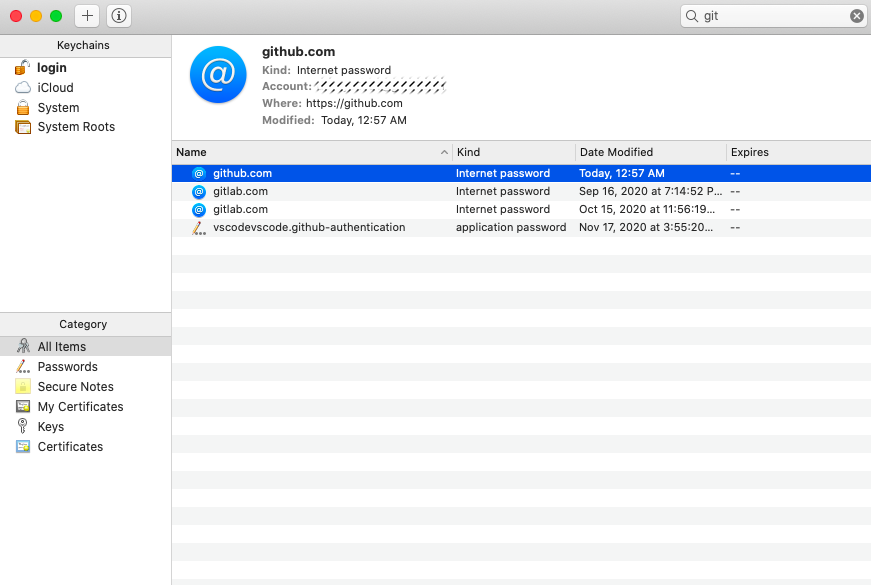 git
Keychains
login
iCloud
System
System Roots
github.com
Kind: Internet password
Account:
Where: https://github.com
Modified: Today, 12:57 AM
Name Kind Date Modified Expires
github.com Internet password Today, 12:57 AM --
gitlab.com Internet password Sep 16, 2020 at 7:14:52 P... --
gitlab.com Internet password Oct 15, 2020 at 11:56:19... --
vscodevscode.github-authentication application password Nov 17, 2020 at 3:55:20... --
Category
All Items
Passwords
Secure Notes
My Certificates
Keys
Certificates